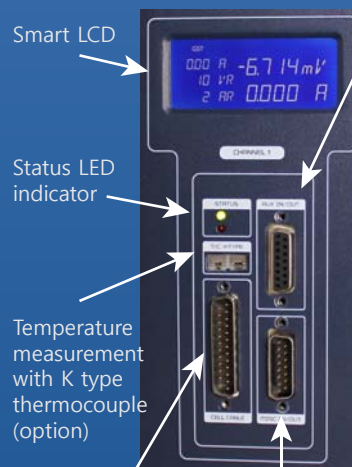 Smart LCD
0.00 A -6.714mV
10 VR
2 AR 0.000 A
CHANNEL 1
Status LED
indicator
STATUS
AUX IN/OUT
T/C K-TYPE
Temperature
measurement
with K type
thermocouple
(option)
CELL CABLE